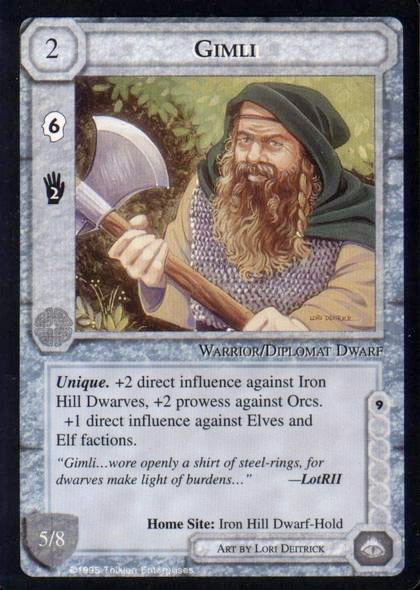 2
GIMLI
6
2
LORI DEITRICK
WARRIOR/DIPLOMAT DWARF
Unique. +2 direct influence against Iron
Hill Dwarves, +2 prowess against Orcs.
+1 direct influence against Elves and
Elf factions.
9
“Gimli…wore openly a shirt of steel-rings, for
dwarves make light of burdens…” —LotRII
Home Site: Iron Hill Dwarf-Hold
5/8
ART BY LORI DEITRICK
©1995 Tolkien Enterprises